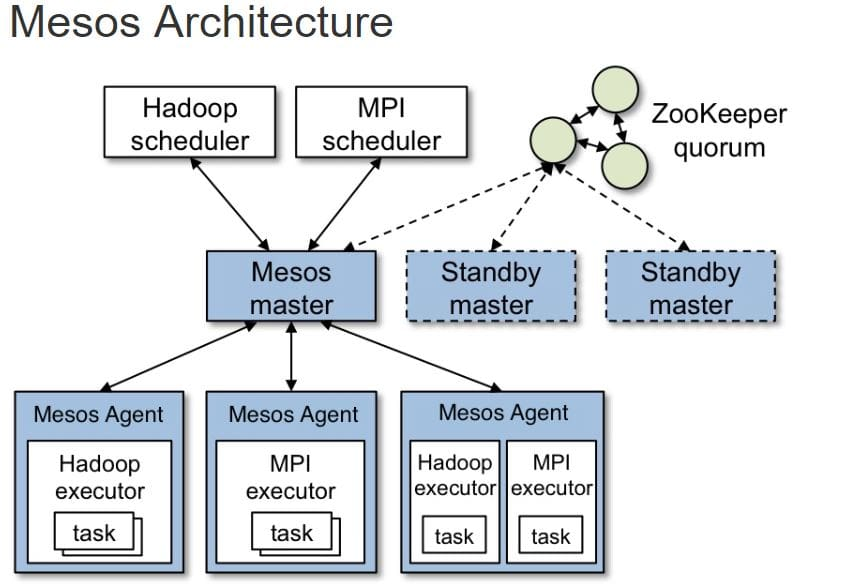 Mesos Architecture
Hadoop
scheduler
MPI
scheduler
ZooKeeper
quorum
Mesos
master
Standby
master
Standby
master
Mesos Agent
Hadoop
executor
task
Mesos Agent
MPI
executor
task
Mesos Agent
Hadoop
executor
task
MPI
executor
task